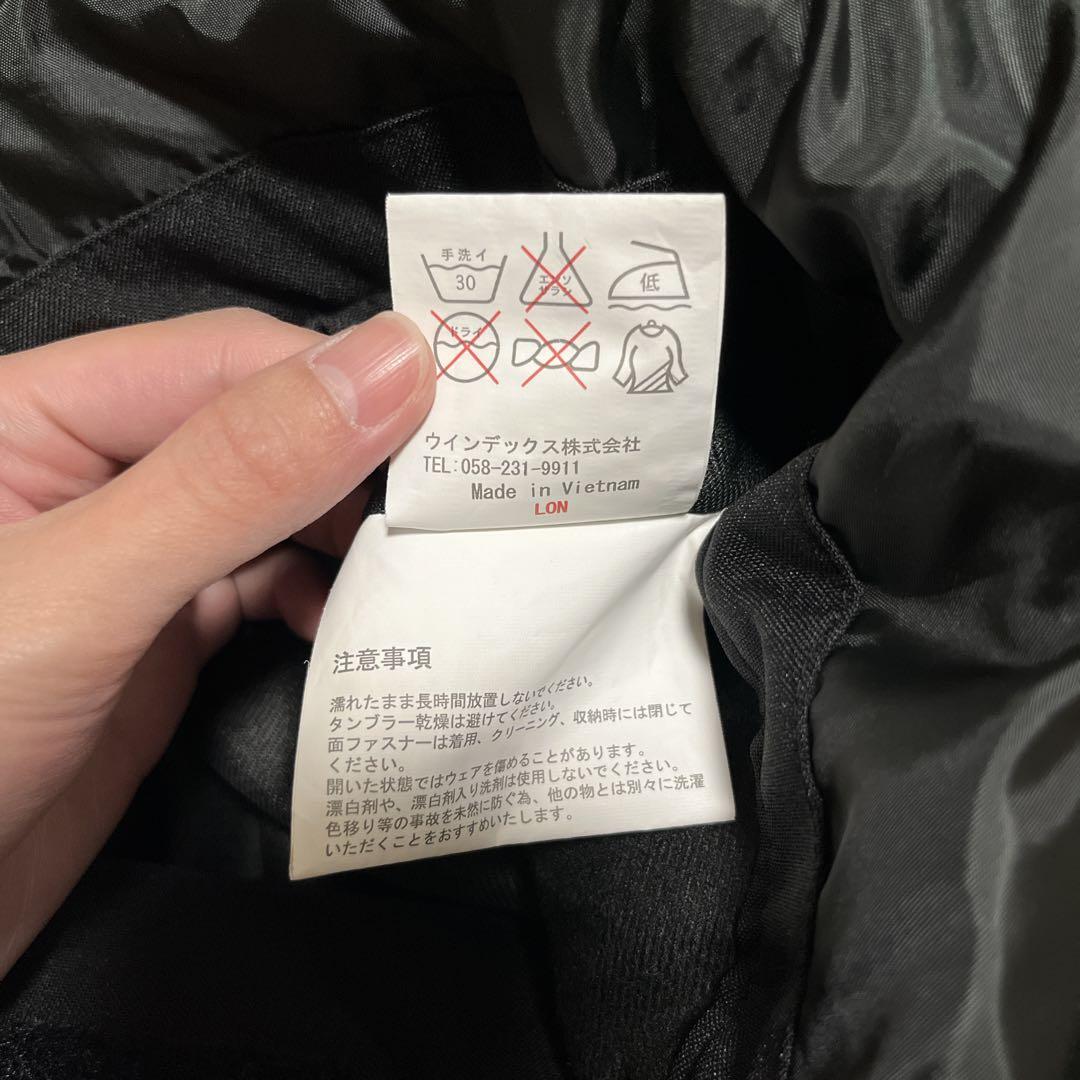 手洗イ
30
エンソ
サラシ
低
ドライ
ウインデックス株式会社
TEL:058-231-9911
Made in Vietnam
LON
注意事項
濡れたまま長時間放置しないでください。
タンブラー乾燥は避けてください。
面ファスナーは着用、クリーニング、収納時には閉じて
ください。
開いた状態ではウェアを傷めることがあります。
漂白剤や、漂白剤入り洗剤は使用しないでください。
色移り等の事故を未然に防ぐ為、他の物とは別々に洗濯
いただくことをおすすめいたします。